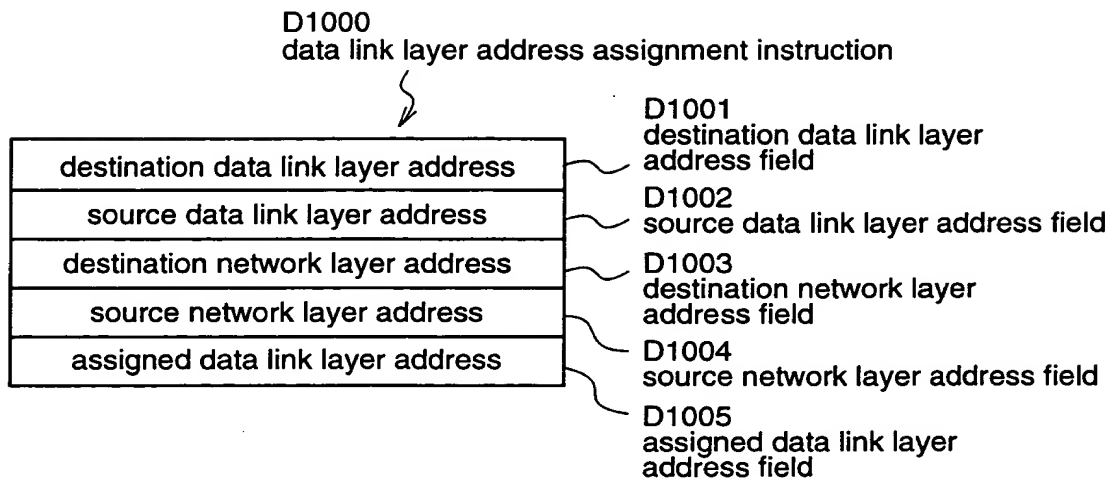 D1000
data link layer address assignment instruction
destination data link layer address
source data link layer address
destination network layer address
source network layer address
assigned data link layer address
D1001
destination data link layer
address field
D1002
source data link layer address field
D1003
destination network layer
address field
D1004
source network layer address field
D1005
assigned data link layer
address field